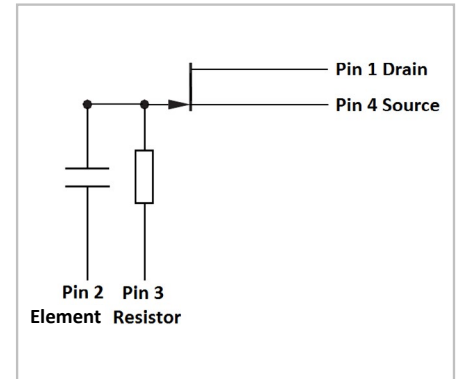 Pin 1 Drain
Pin 4 Source
Pin 2 Pin 3
Element Resistor